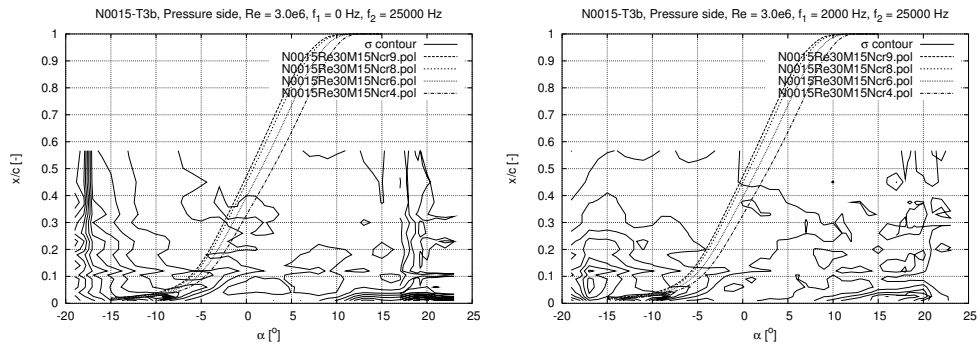 N0015-T3b, Pressure side, Re = 3.0e6, f1 = 0 Hz, f2 = 25000 Hz
σ contour
N0015Re30M15Ncr9.pol
N0015Re30M15Ncr8.pol
N0015Re30M15Ncr6.pol
N0015Re30M15Ncr4.pol
1
0.9
0.8
0.7
0.6
0.5
0.4
0.3
0.2
0.1
0
x/c [-]
-20 -15 -10 -5 0 5 10 15 20 25
α [o]
N0015-T3b, Pressure side, Re = 3.0e6, f1 = 2000 Hz, f2 = 25000 Hz
σ contour
N0015Re30M15Ncr9.pol
N0015Re30M15Ncr8.pol
N0015Re30M15Ncr6.pol
N0015Re30M15Ncr4.pol
1
0.9
0.8
0.7
0.6
0.5
0.4
0.3
0.2
0.1
0
x/c [-]
-20 -15 -10 -5 0 5 10 15 20 25
α [o]